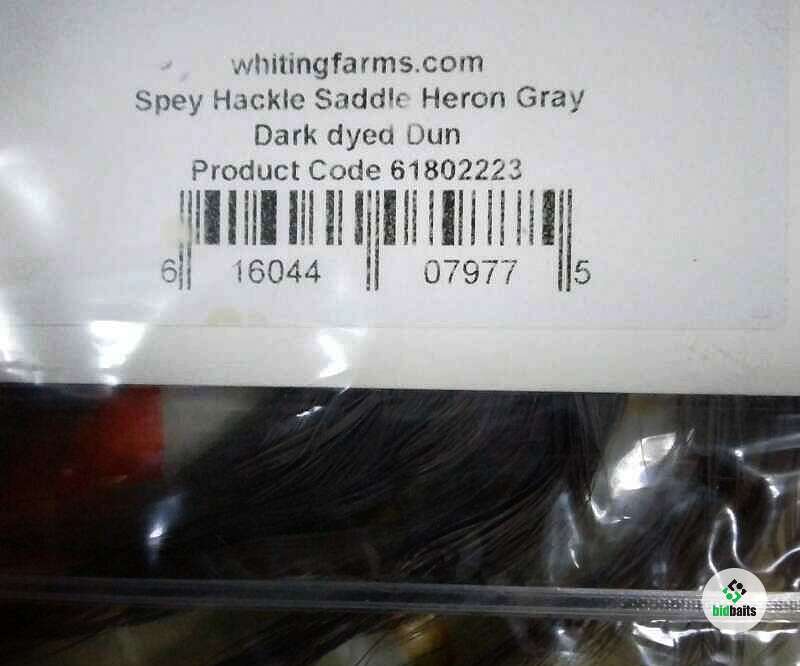 whitingfarms.com
Spey Hackle Saddle Heron Gray
Dark dyed Dun
Product Code 61802223
6 16044 07977 5
bidbaits